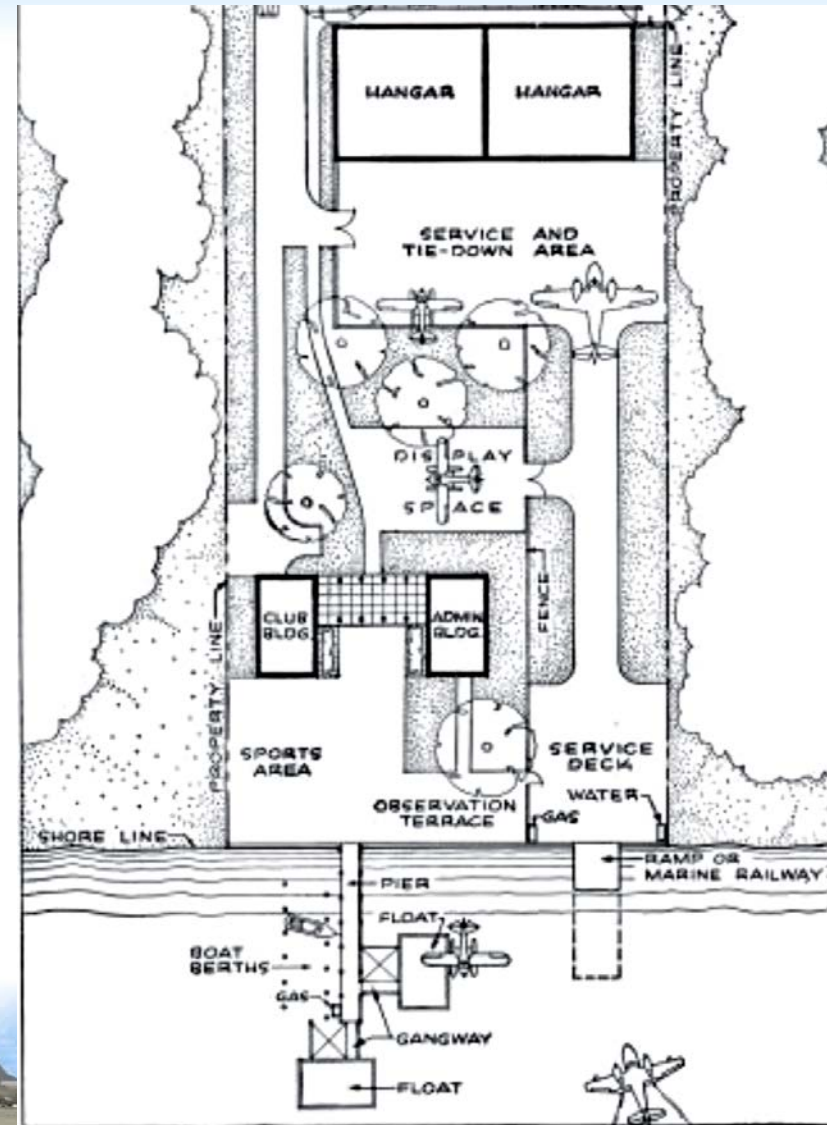 HANGAR
HANGAR
PROPERTY LINE
SERVICE AND
TIE-DOWN AREA
DISPLAY
SPACE
FENCE
CLUB
BLDG.
ADMIN
BLDG.
PROPERTY LINE
SPORTS
AREA
SERVICE
DECK
OBSERVATION
TERRACE
GAS
WATER
SHORE LINE
RAMP OR
MARINE RAILWAY
PIER
FLOAT
BOAT
BERTHS
GAS
GANGWAY
FLOAT